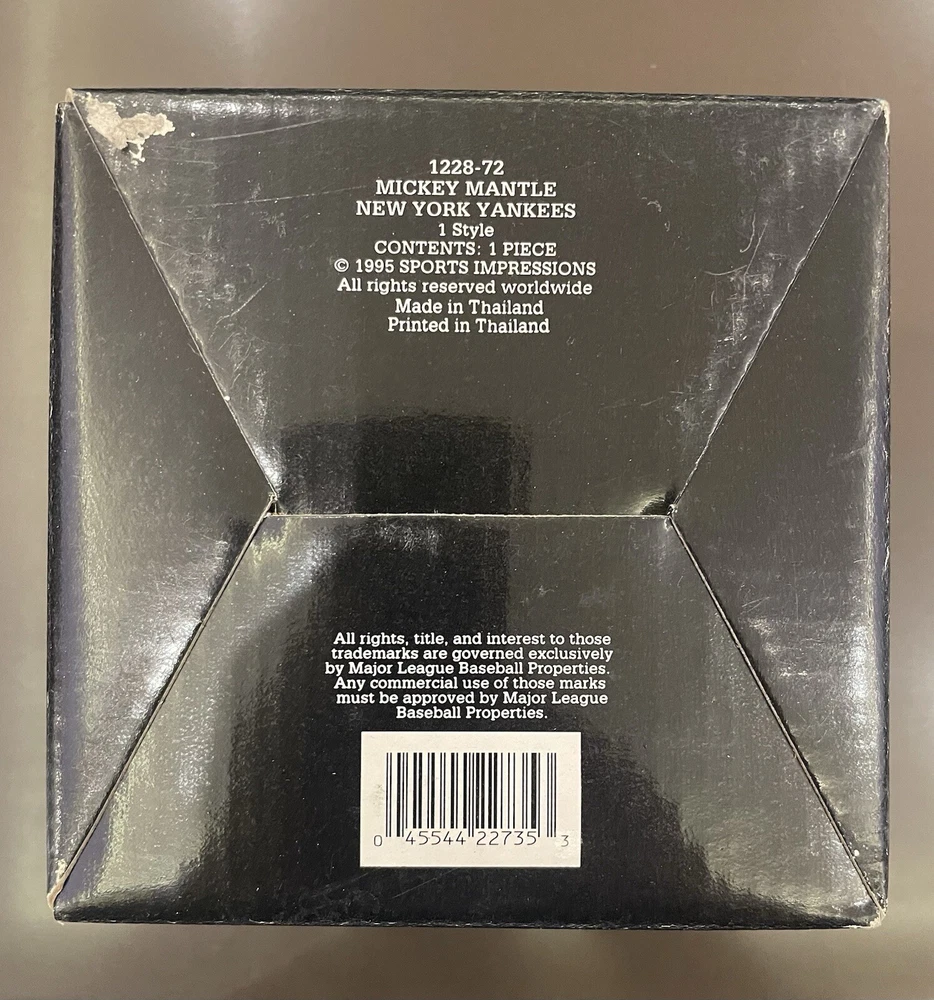 1228-72
MICKEY MANTLE
NEW YORK YANKEES
1 Style
CONTENTS: 1 PIECE
© 1995 SPORTS IMPRESSIONS
All rights reserved worldwide
Made in Thailand
Printed in Thailand
All rights, title, and interest to those
trademarks are governed exclusively
by Major League Baseball Properties.
Any commercial use of those marks
must be approved by Major League
Baseball Properties.
0 45544 22735 3